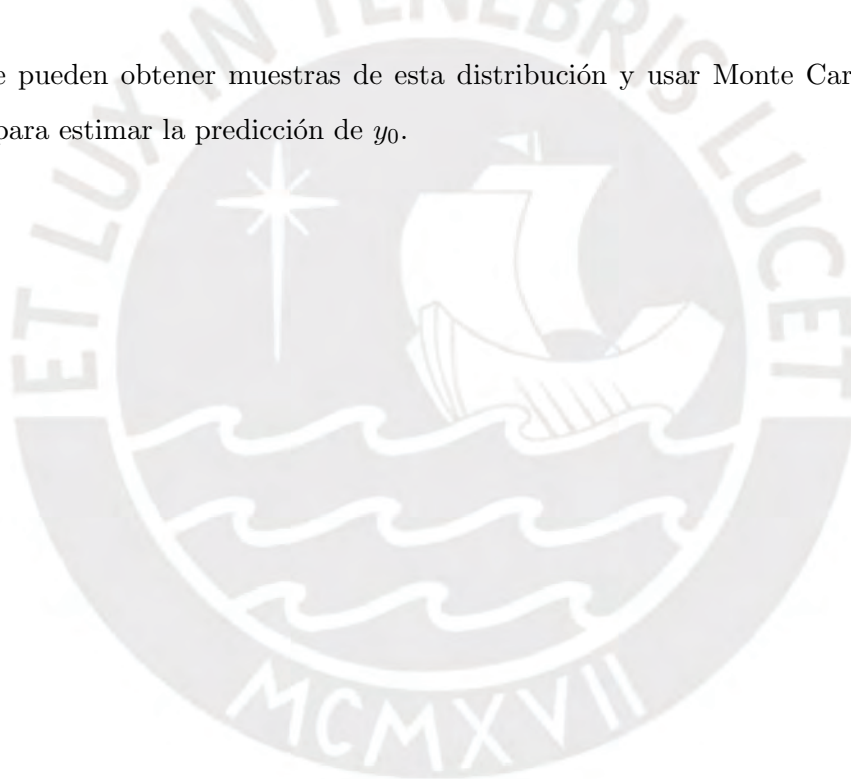 ET LUX IN TENEBRIS LUCET
e pueden obtener muestras de esta distribución y usar Monte Car
para estimar la predicción de y₀.
MCMXVII